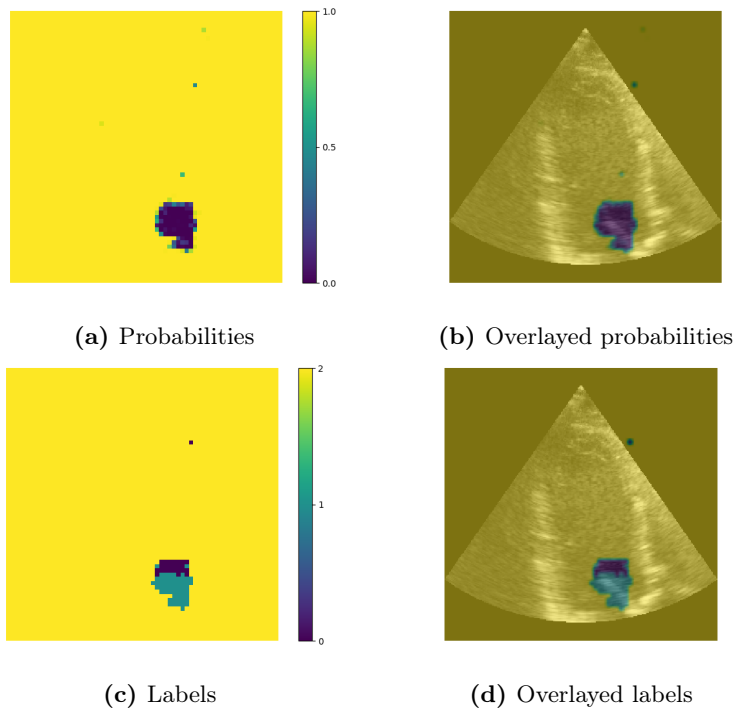 1.0
0.5
0.0
(a) Probabilities
(b) Overlayed probabilities
2
1
0
(c) Labels
(d) Overlayed labels